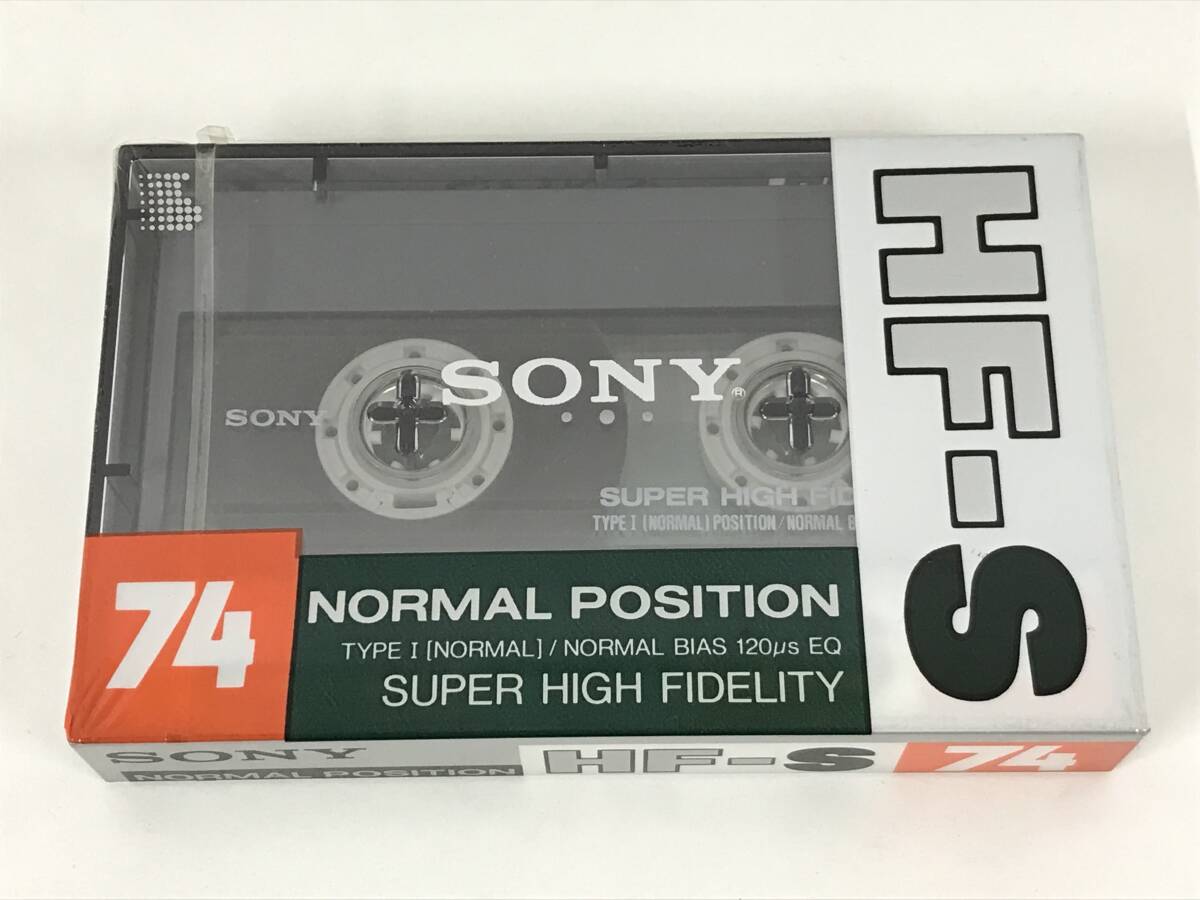 SONY®
SONY
SUPER HIGH FID
TYPE I (NORMAL) POSITION / NORMAL B
74
NORMAL POSITION
TYPE I [NORMAL] / NORMAL BIAS 120μs EQ
SUPER HIGH FIDELITY
HF-S
SONY
NORMAL POSITION
HF-S
74